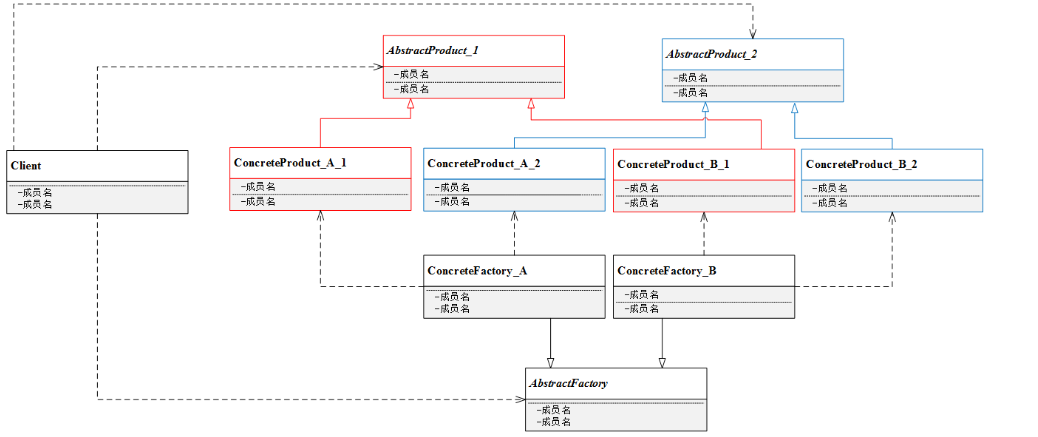 AbstractProduct_1
-成员名
-成员名
AbstractProduct_2
-成员名
-成员名
Client
-成员名
-成员名
ConcreteProduct_A_1
-成员名
-成员名
ConcreteProduct_A_2
-成员名
-成员名
ConcreteProduct_B_1
-成员名
-成员名
ConcreteProduct_B_2
-成员名
-成员名
ConcreteFactory_A
-成员名
-成员名
ConcreteFactory_B
-成员名
-成员名
AbstractFactory
-成员名
-成员名